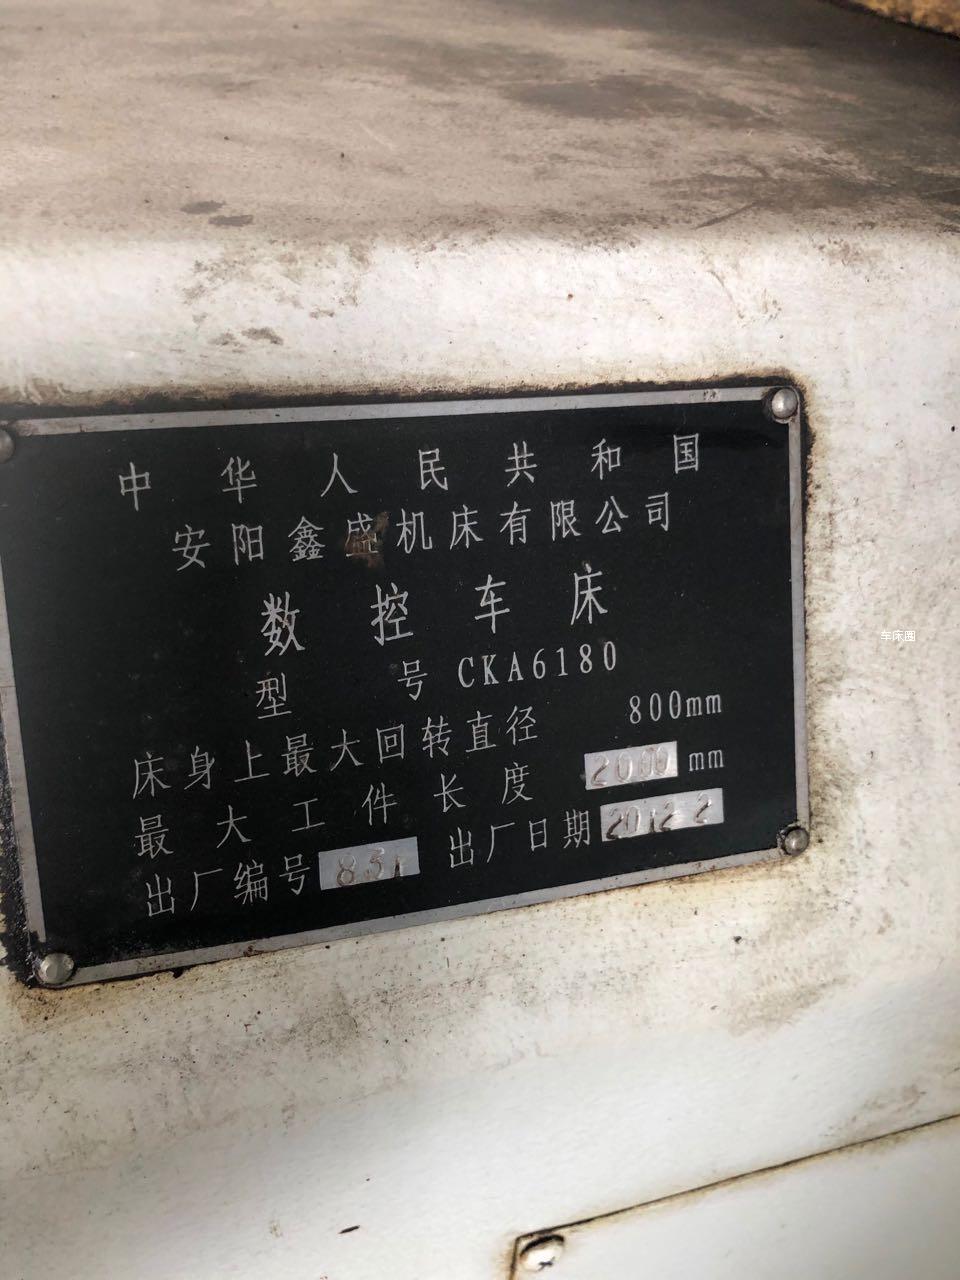 中华人民共和国
安阳鑫盛机床有限公司
数控车床
型号 CKA6180
床身上最大回转直径 800mm
最大工件长度 2000 mm
出厂编号 851 出厂日期 2012 2
车床圈